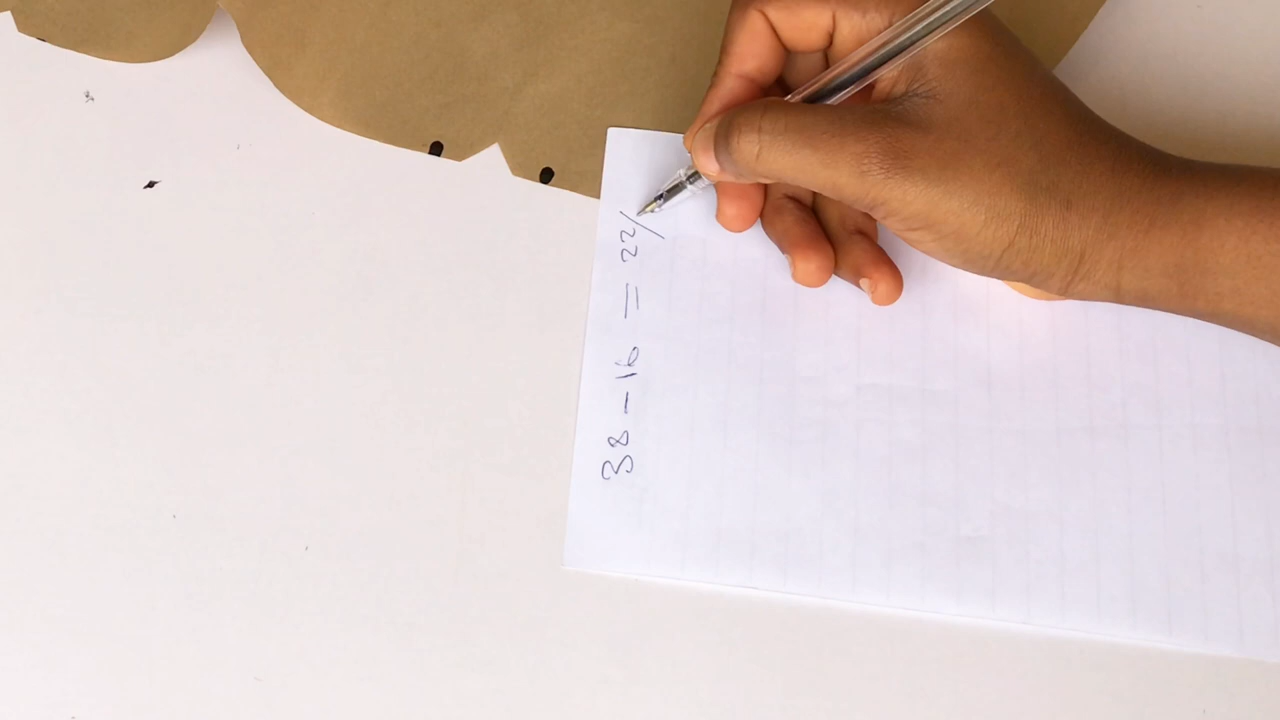 38 - 16 = 22/